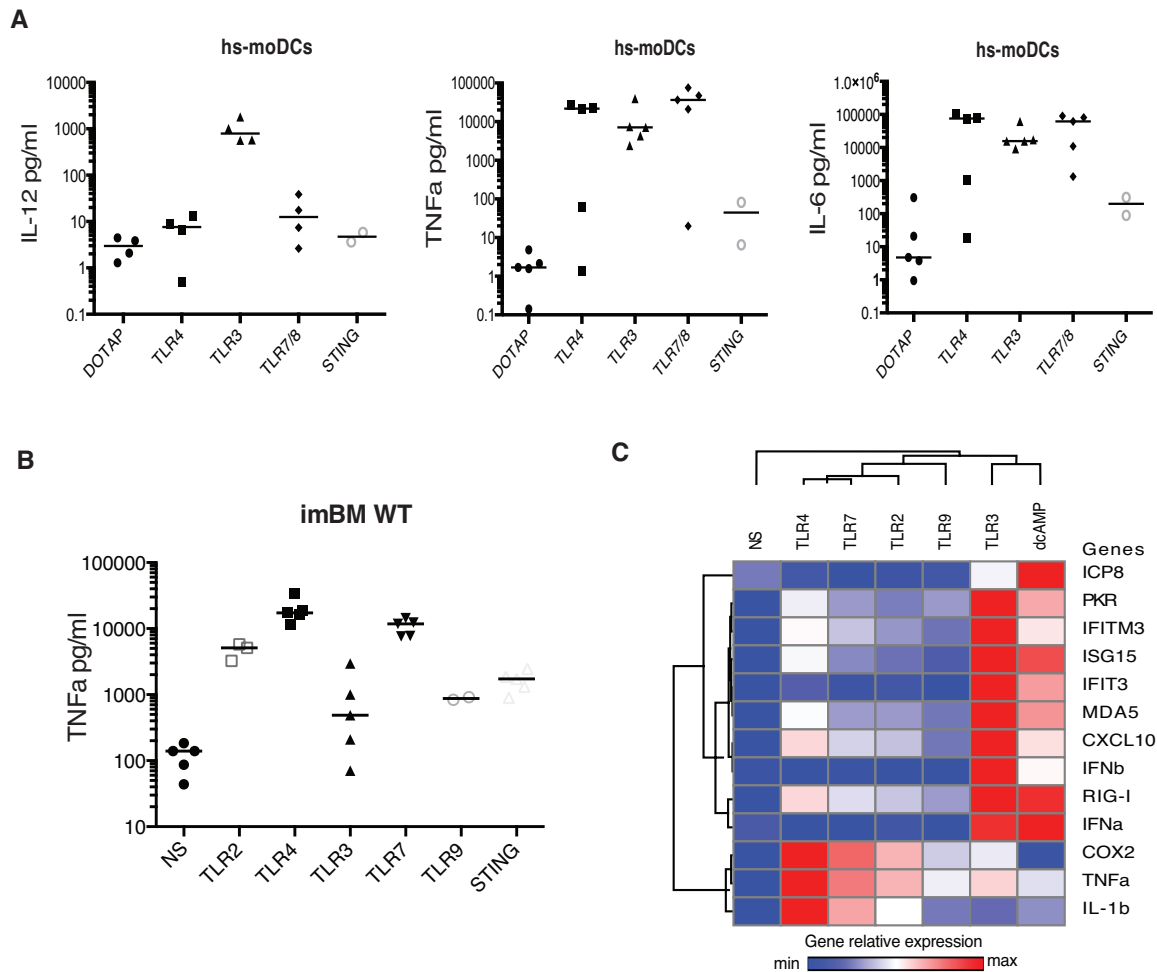 A
hs-moDCs
IL-12 pg/ml
10000
1000
100
10
1
0.1
DOTAP
TLR4
TLR3
TLR7/8
STING
hs-moDCs
TNFa pg/ml
100000
10000
1000
100
10
1
0.1
DOTAP
TLR4
TLR3
TLR7/8
STING
hs-moDCs
IL-6 pg/ml
1.0×10⁶
100000
10000
1000
100
10
1
0.1
DOTAP
TLR4
TLR3
TLR7/8
STING
B
imBM WT
TNFa pg/ml
100000
10000
1000
100
10
NS
TLR2
TLR4
TLR3
TLR7
TLR9
STING
C
NS
TLR4
TLR7
TLR2
TLR9
TLR3
dcAMP
Genes
ICP8
PKR
IFITM3
ISG15
IFIT3
MDA5
CXCL10
IFNb
RIG-I
IFNa
COX2
TNFa
IL-1b
Gene relative expression
min max